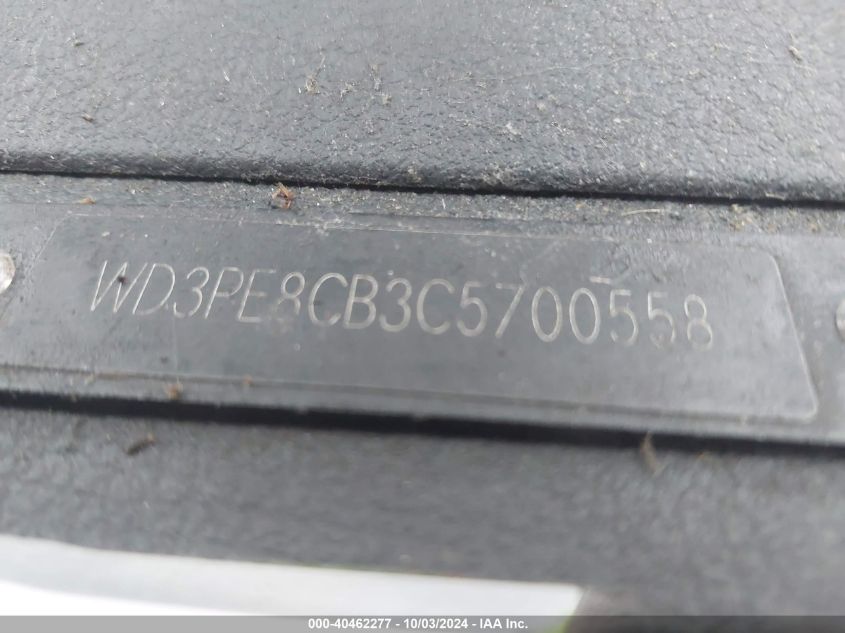 WD3PE8CB3C5700558
000-40462277 - 10/03/2024 - IAA Inc.